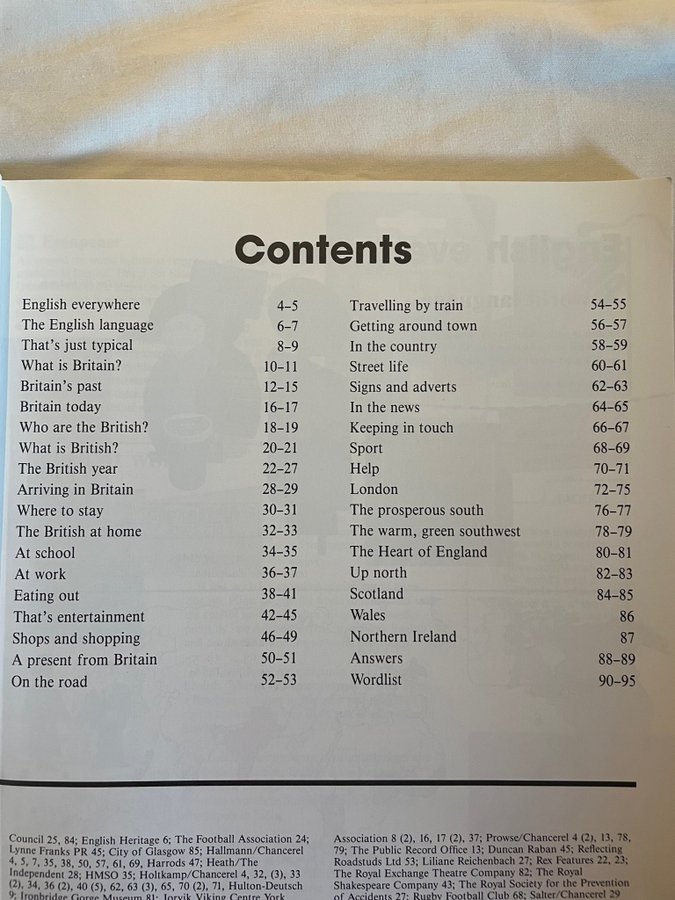 Contents
English everywhere 4–5
The English language 6–7
That's just typical 8–9
What is Britain? 10–11
Britain's past 12–15
Britain today 16–17
Who are the British? 18–19
What is British? 20–21
The British year 22–27
Arriving in Britain 28–29
Where to stay 30–31
The British at home 32–33
At school 34–35
At work 36–37
Eating out 38–41
That's entertainment 42–45
Shops and shopping 46–49
A present from Britain 50–51
On the road 52–53
Travelling by train 54–55
Getting around town 56–57
In the country 58–59
Street life 60–61
Signs and adverts 62–63
In the news 64–65
Keeping in touch 66–67
Sport 68–69
Help 70–71
London 72–75
The prosperous south 76–77
The warm, green southwest 78–79
The Heart of England 80–81
Up north 82–83
Scotland 84–85
Wales 86
Northern Ireland 87
Answers 88–89
Wordlist 90–95
Council 25, 84; English Heritage 6; The Football Association 24;
Lynne Franks PR 45; City of Glasgow 85; Hallmann/Chancerel
4, 5, 7, 35, 38, 50, 57, 61, 69, Harrods 47; Heath/The
Independent 28; HMSO 35; Holtkamp/Chancerel 4, 32, (3), 33
(2), 34, 36 (2), 40 (5), 62, 63 (3), 65, 70 (2), 71, Hulton-Deutsch
9; Ironbridge Gorge Museum 81; Jorvik Viking Centre York
Association 8 (2), 16, 17 (2), 37; Prowse/Chancerel 4 (2), 13, 78,
79; The Public Record Office 13; Duncan Raban 45; Reflecting
Roadstuds Ltd 53; Liliane Reichenbach 27; Rex Features 22, 23;
The Royal Exchange Theatre Company 82; The Royal
Shakespeare Company 43; The Royal Society for the Prevention
of Accidents 27; Rugby Football Club 68; Salter/Chancerel 29